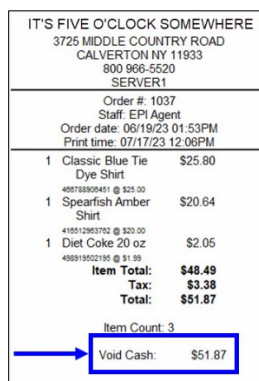 IT'S FIVE O'CLOCK SOMEWHERE
3725 MIDDLE COUNTRY ROAD
CALVERTON NY 11933
800 966-5520
SERVER1
Order #: 1037
Staff: EPI Agent
Order date: 06/19/23 01:53PM
Print time: 07/17/23 12:06PM
1 Classic Blue Tie $25.80
Dye Shirt
466788906451 @ $25.00
1 Spearfish Amber $20.64
Shirt
416512963762 @ $20.00
1 Diet Coke 20 oz $2.05
498919502195 @ $1.99
Item Total: $48.49
Tax: $3.38
Total: $51.87
Item Count: 3
Void Cash: $51.87